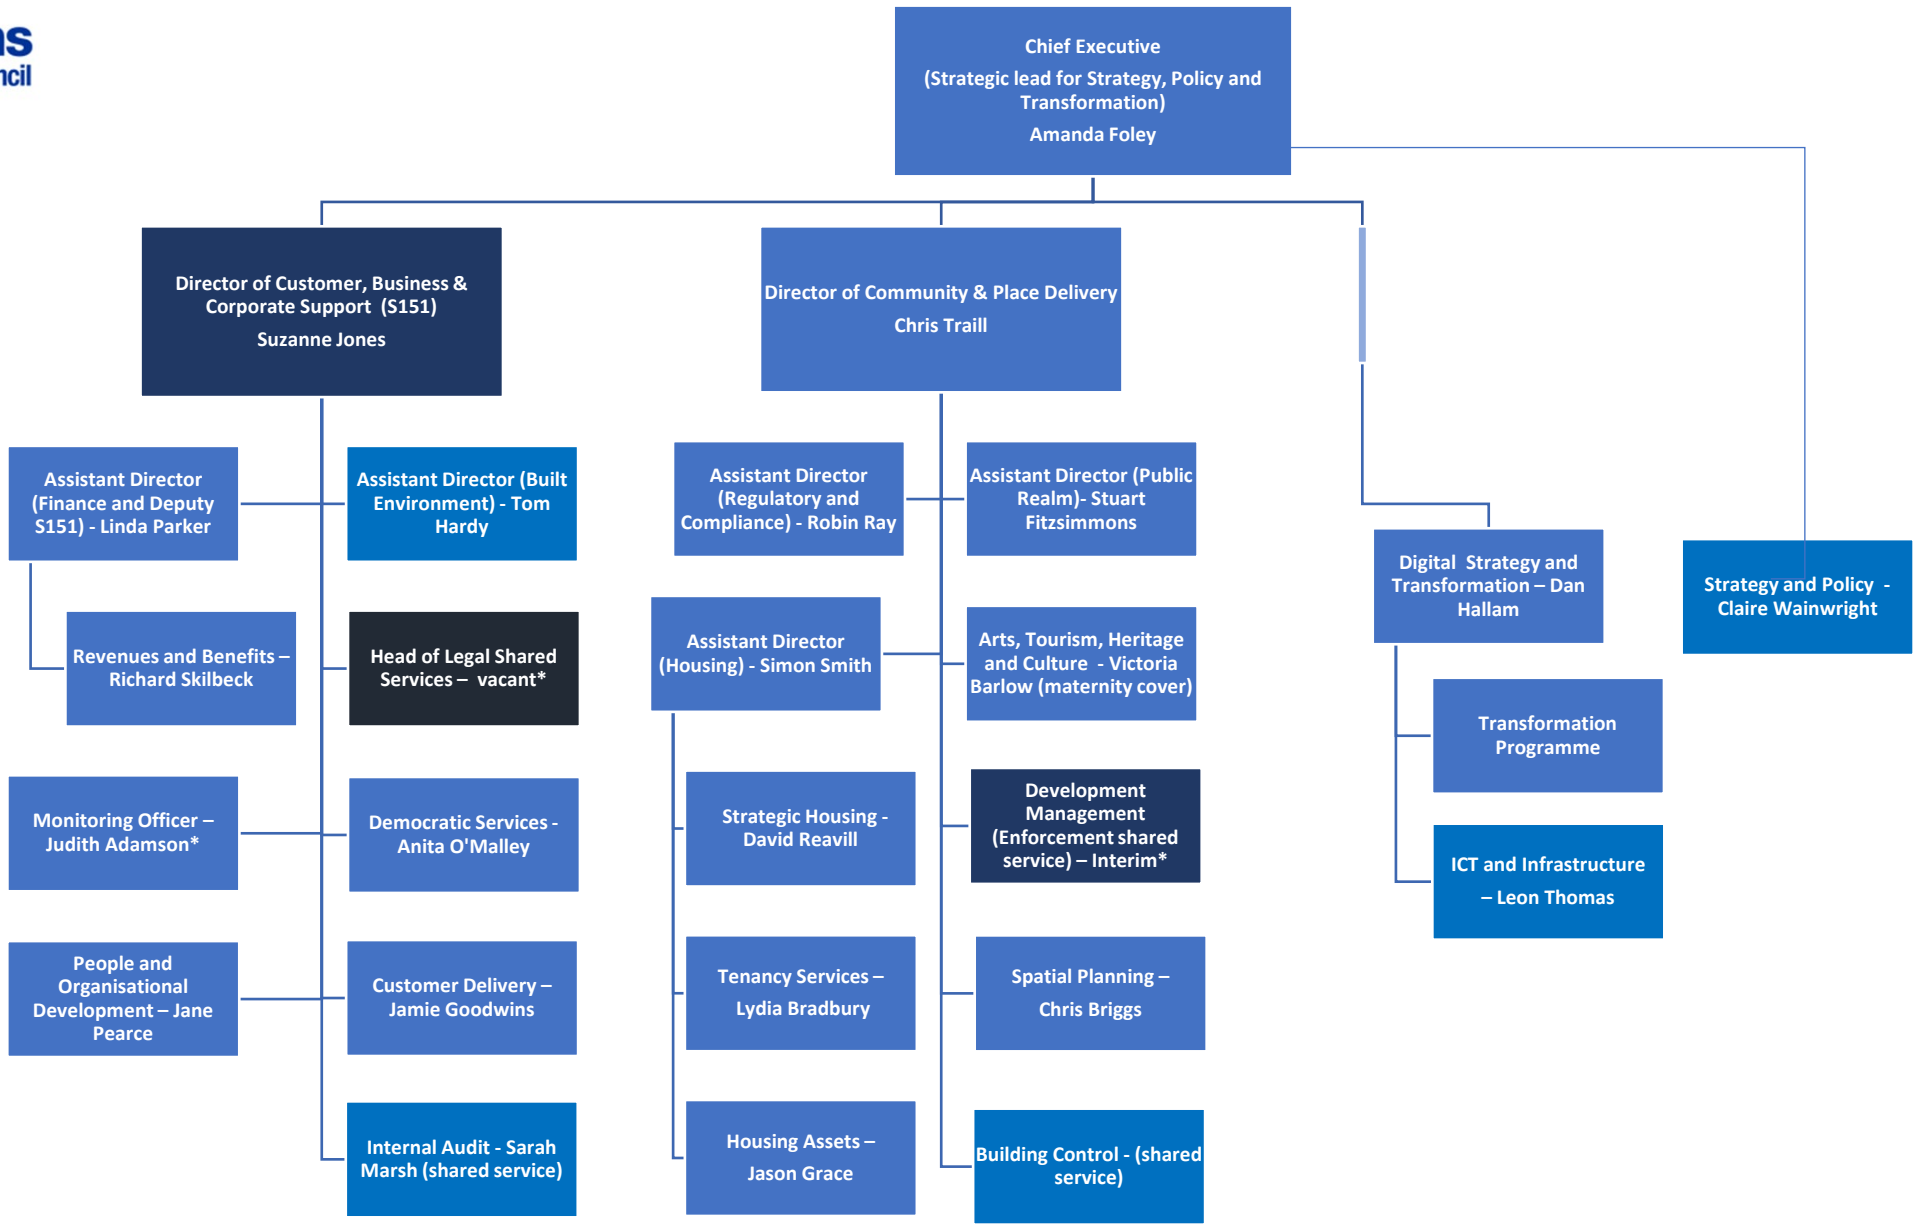 ns
ncil
Chief Executive
(Strategic lead for Strategy, Policy and
Transformation)
Amanda Foley
Director of Customer, Business &
Corporate Support (S151)
Suzanne Jones
Director of Community & Place Delivery
Chris Traill
Assistant Director
(Finance and Deputy
S151) - Linda Parker
Assistant Director (Built
Environment) - Tom
Hardy
Revenues and Benefits –
Richard Skilbeck
Head of Legal Shared
Services – vacant*
Monitoring Officer –
Judith Adamson*
Democratic Services -
Anita O'Malley
People and
Organisational
Development – Jane
Pearce
Customer Delivery –
Jamie Goodwins
Internal Audit - Sarah
Marsh (shared service)
Assistant Director
(Regulatory and
Compliance) - Robin Ray
Assistant Director (Public
Realm)- Stuart
Fitzsimmons
Assistant Director
(Housing) - Simon Smith
Arts, Tourism, Heritage
and Culture - Victoria
Barlow (maternity cover)
Strategic Housing -
David Reavill
Development
Management
(Enforcement shared
service) – Interim*
Tenancy Services –
Lydia Bradbury
Spatial Planning –
Chris Briggs
Housing Assets –
Jason Grace
Building Control - (shared
service)
Digital Strategy and
Transformation – Dan
Hallam
Transformation
Programme
ICT and Infrastructure
– Leon Thomas
Strategy and Policy -
Claire Wainwright